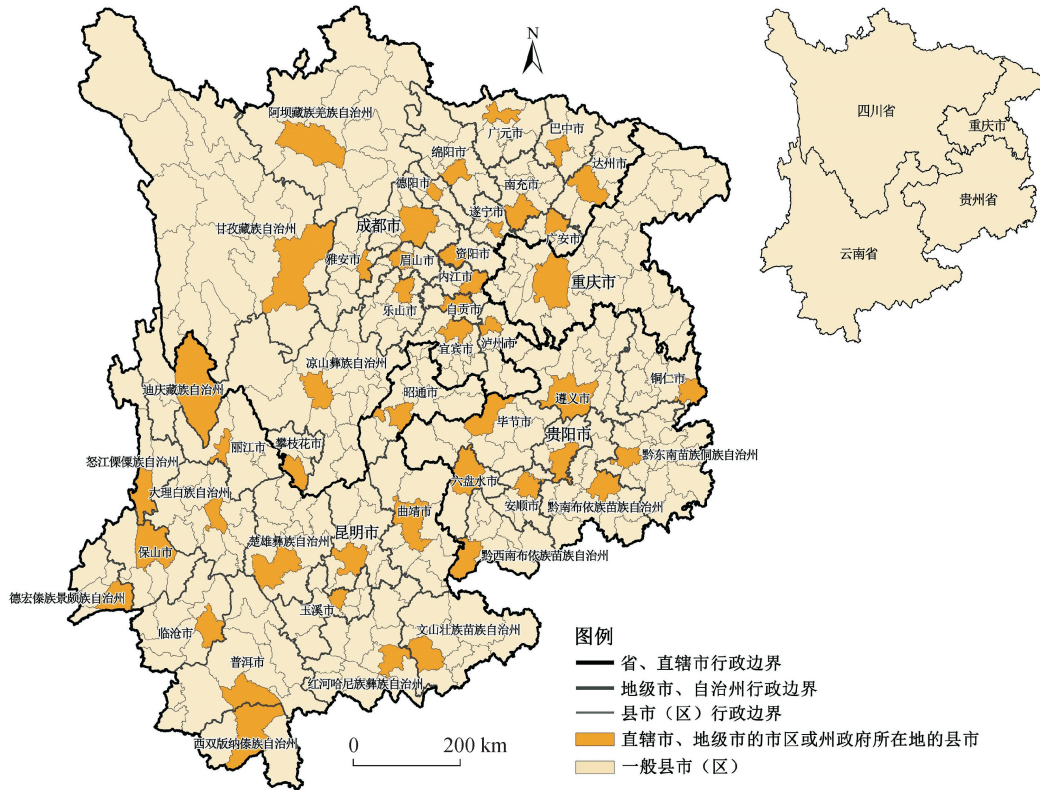 N
阿坝藏族羌族自治州
广元市
巴中市
绵阳市
达州市
德阳市
南充市
遂宁市
甘孜藏族自治州
成都市
广安市
雅安市
眉山市
资阳市
内江市
重庆市
乐山市
自贡市
宜宾市
泸州市
凉山彝族自治州
迪庆藏族自治州
昭通市
铜仁市
遵义市
毕节市
丽江市
攀枝花市
贵阳市
怒江傈僳族自治州
黔东南苗族侗族自治州
六盘水市
大理白族自治州
安顺市
黔南布依族苗族自治州
曲靖市
昆明市
楚雄彝族自治州
保山市
黔西南布依族苗族自治州
德宏傣族景颇族自治州
玉溪市
临沧市
文山壮族苗族自治州
普洱市
红河哈尼族彝族自治州
西双版纳傣族自治州
0 200 km
四川省
重庆市
贵州省
云南省
图例
省、直辖市行政边界
地级市、自治州行政边界
县市（区）行政边界
直辖市、地级市的市区或州政府所在地的县市
一般县市（区）